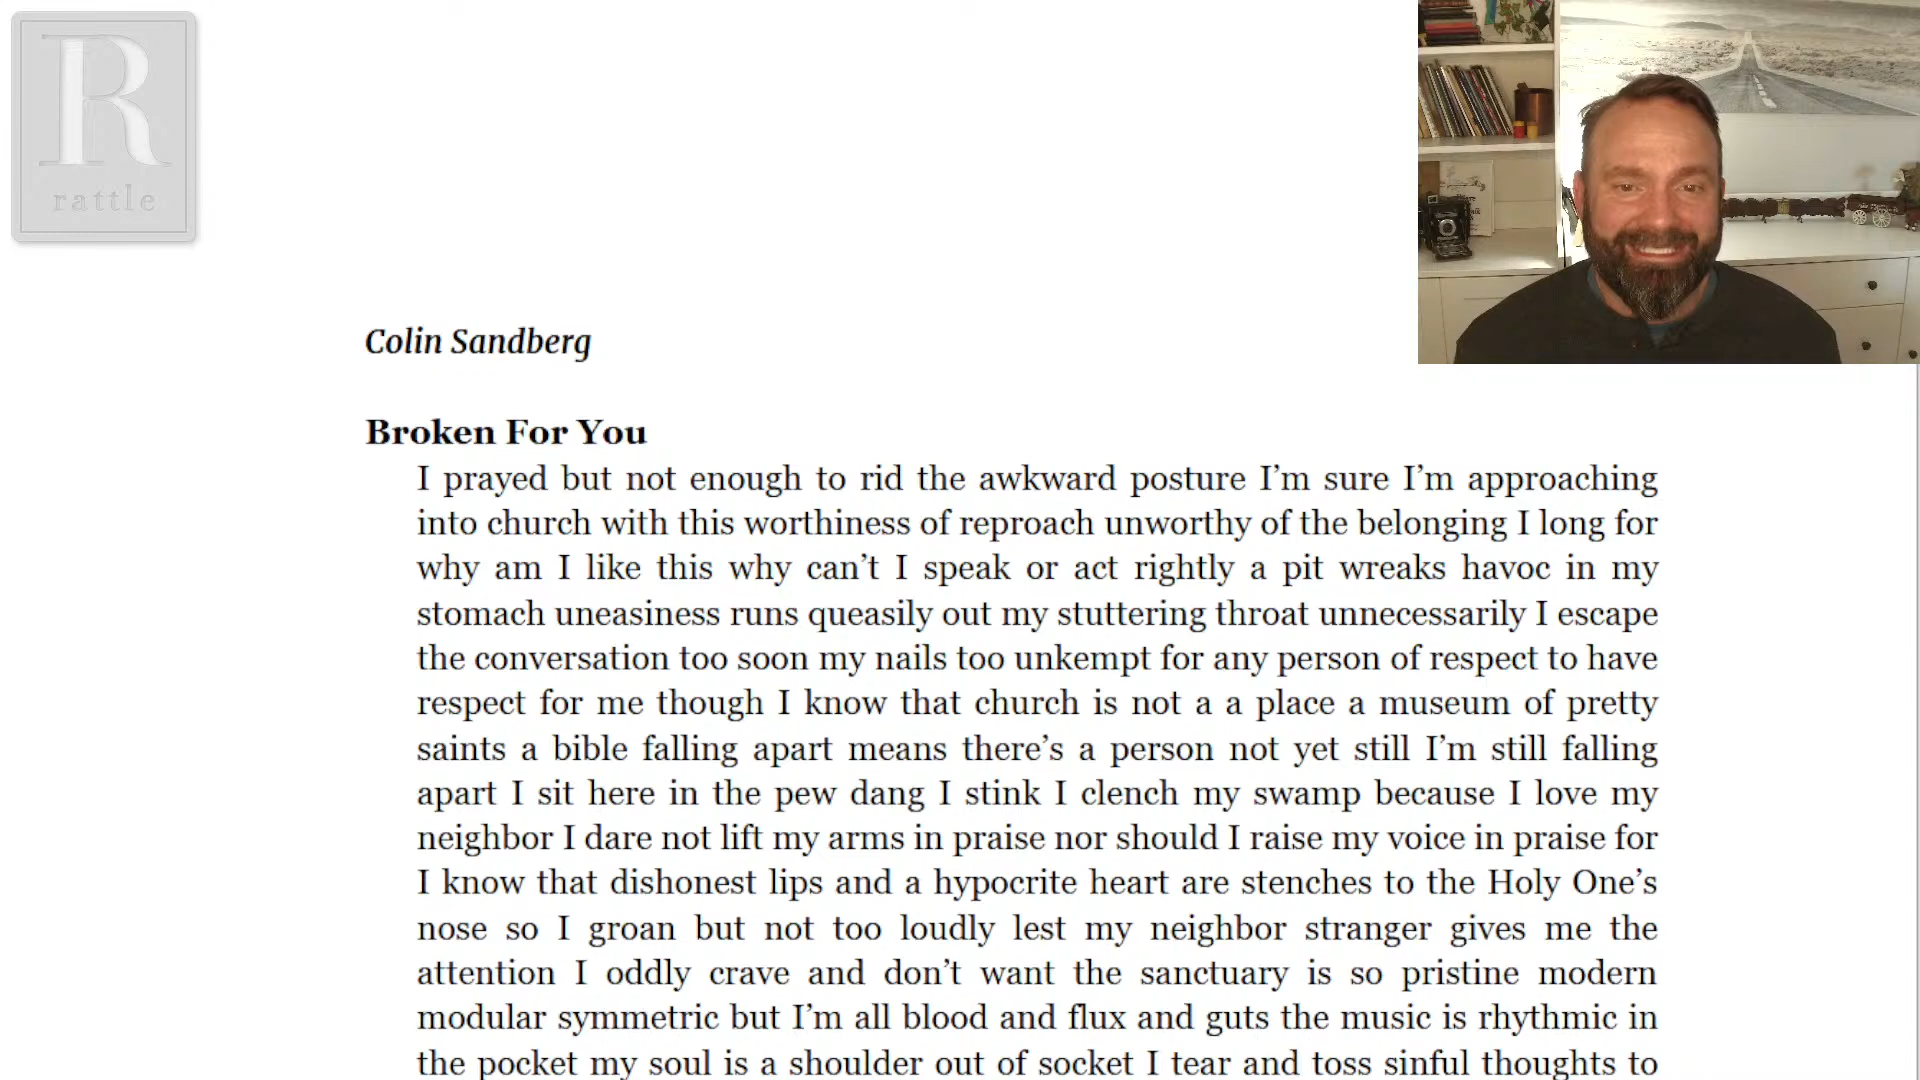 R
rattle
Colin Sandberg
Broken For You
I prayed but not enough to rid the awkward posture I’m sure I’m approaching
into church with this worthiness of reproach unworthy of the belonging I long for
why am I like this why can’t I speak or act rightly a pit wreaks havoc in my
stomach uneasiness runs queasily out my stuttering throat unnecessarily I escape
the conversation too soon my nails too unkempt for any person of respect to have
respect for me though I know that church is not a a place a museum of pretty
saints a bible falling apart means there’s a person not yet still I’m still falling
apart I sit here in the pew dang I stink I clench my swamp because I love my
neighbor I dare not lift my arms in praise nor should I raise my voice in praise for
I know that dishonest lips and a hypocrite heart are stenches to the Holy One’s
nose so I groan but not too loudly lest my neighbor stranger gives me the
attention I oddly crave and don’t want the sanctuary is so pristine modern
modular symmetric but I’m all blood and flux and guts the music is rhythmic in
the pocket my soul is a shoulder out of socket I tear and toss sinful thoughts to